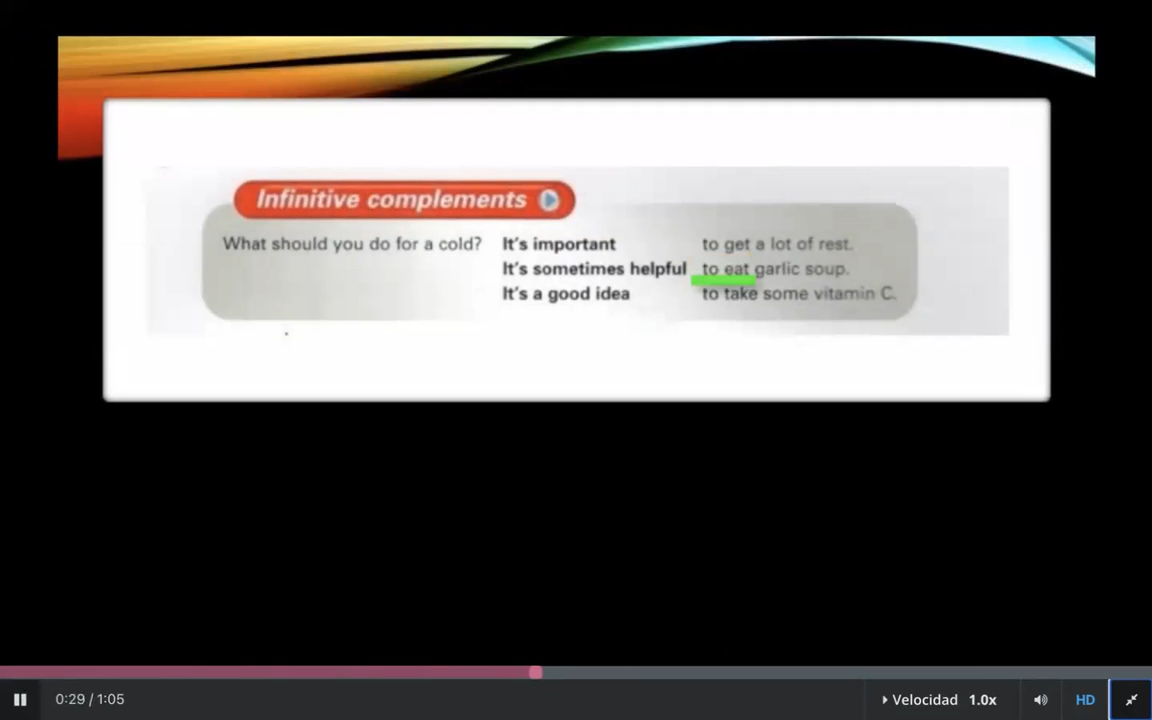 Infinitive complements
What should you do for a cold? It's important to get a lot of rest.
It's sometimes helpful to eat garlic soup.
It's a good idea to take some vitamin C.
0:29 / 1:05 Velocidad 1.0x HD